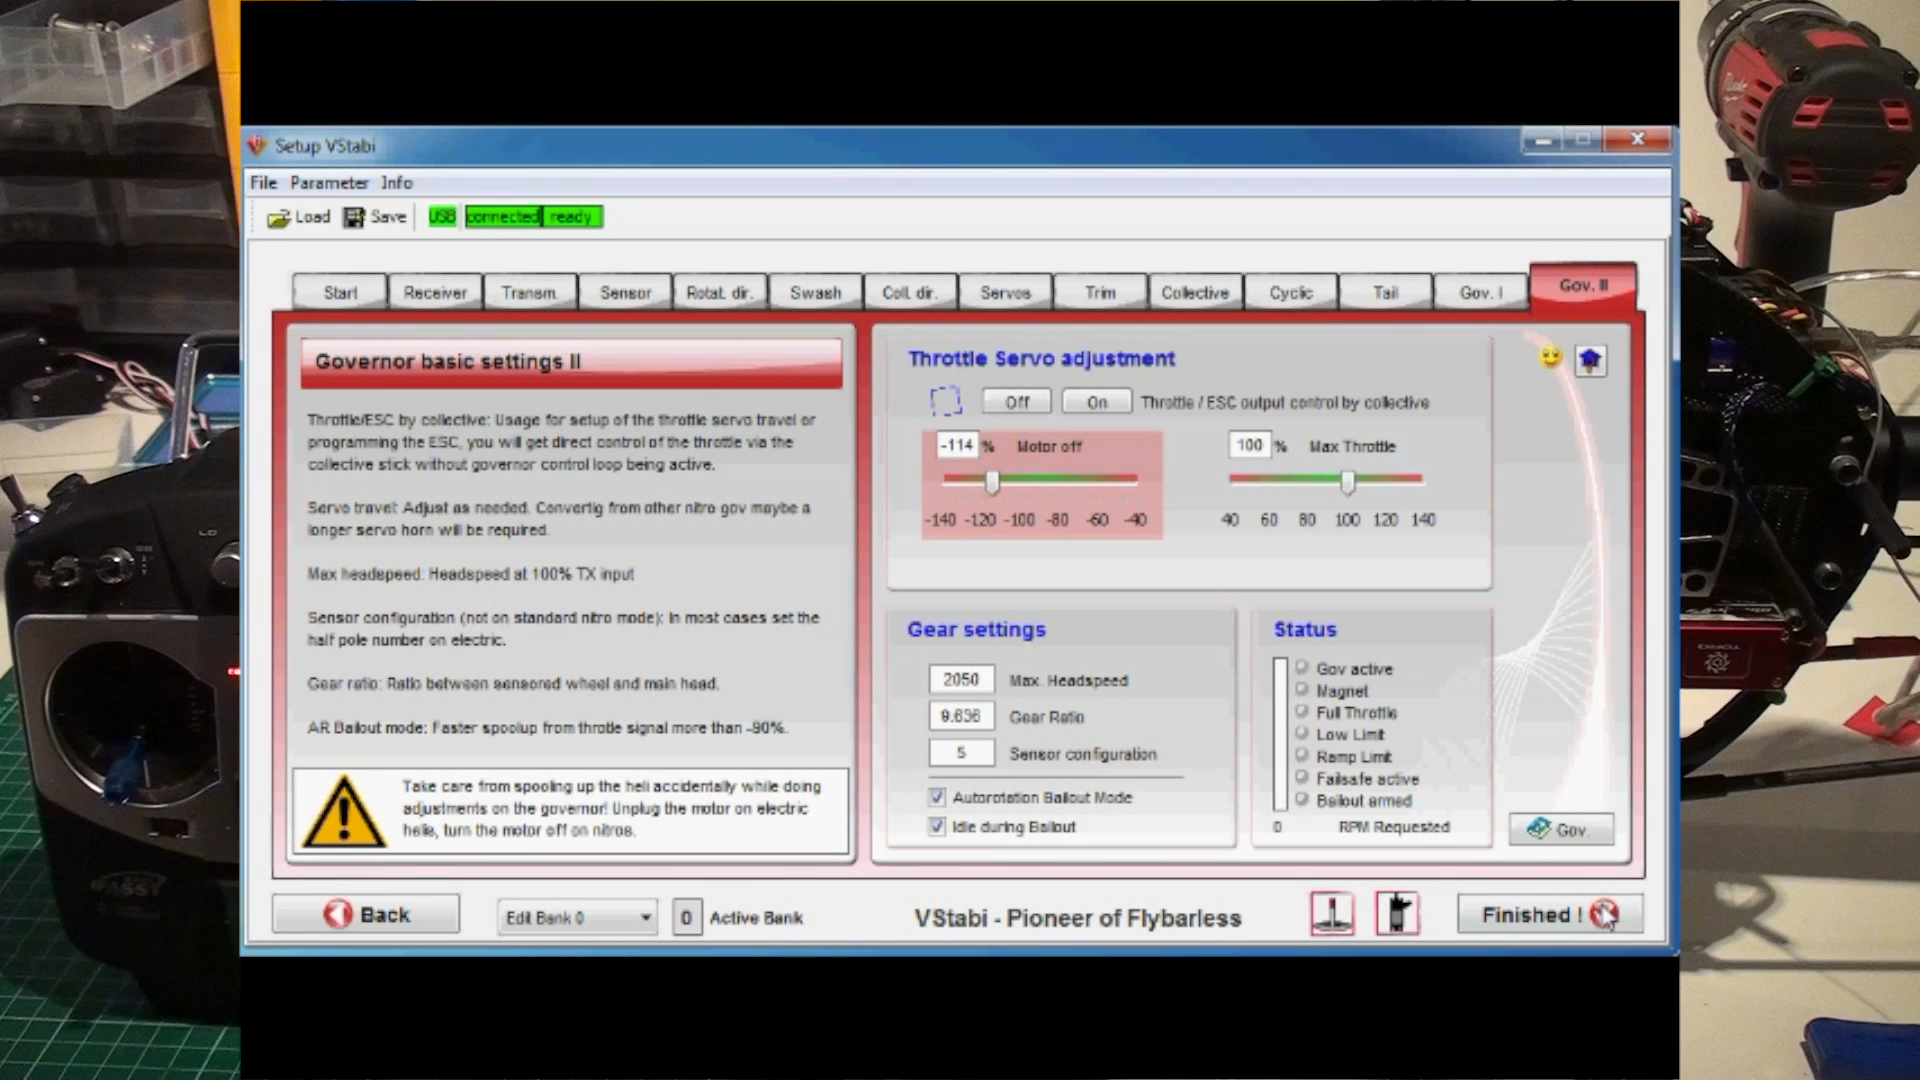 Setup VStabi
File Parameter Info
Load Save USB connected ready
Start Receiver Transm. Sensor Rotat. dir. Swash Coll. dir. Servos Trim Collective Cyclic Tail Gov. I Gov. II
Governor basic settings II
Throttle/ESC by collective: Usage for setup of the throttle servo travel or
programming the ESC, you will get direct control of the throttle via the
collective stick without governor control loop being active.
Servo travel: Adjust as needed. Convertig from other nitro gov maybe a
longer servo horn will be required.
Max headspeed: Headspeed at 100% TX input
Sensor configuration (not on standard nitro mode): In most cases set the
half pole number on electric.
Gear ratio: Ratio between sensored wheel and main head.
AR Bailout mode: Faster spoolup from throtle signal more than -90%.
Take care from spooling up the heli accidentally while doing
adjustments on the governor! Unplug the motor on electric
helis, turn the motor off on nitros.
Throttle Servo adjustment
Off On Throttle / ESC output control by collective
-114 % Motor off
-140 -120 -100 -80 -60 -40
100 % Max Throttle
40 60 80 100 120 140
Gear settings
2050 Max. Headspeed
9.636 Gear Ratio
5 Sensor configuration
Autorotation Bailout Mode
Idle during Bailout
Status
Gov active
Magnet
Full Throttle
Low Limit
Ramp Limit
Failsafe active
Bailout armed
0 RPM Requested
Gov.
Back Edit Bank 0 0 Active Bank VStabi - Pioneer of Flybarless Finished !